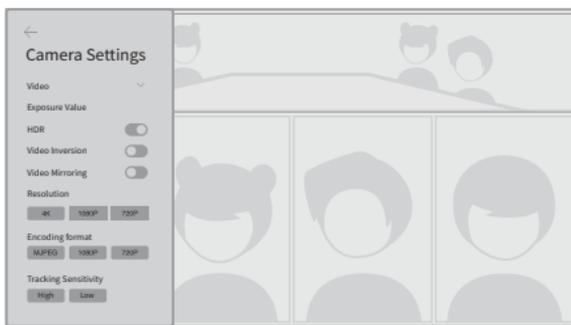 Camera Settings
Video
Exposure Value
HDR
Video Inversion
Video Mirroring
Resolution
4K 1080P 720P
Encoding format
MJPEG 1080P 720P
Tracking Sensitivity
High Low